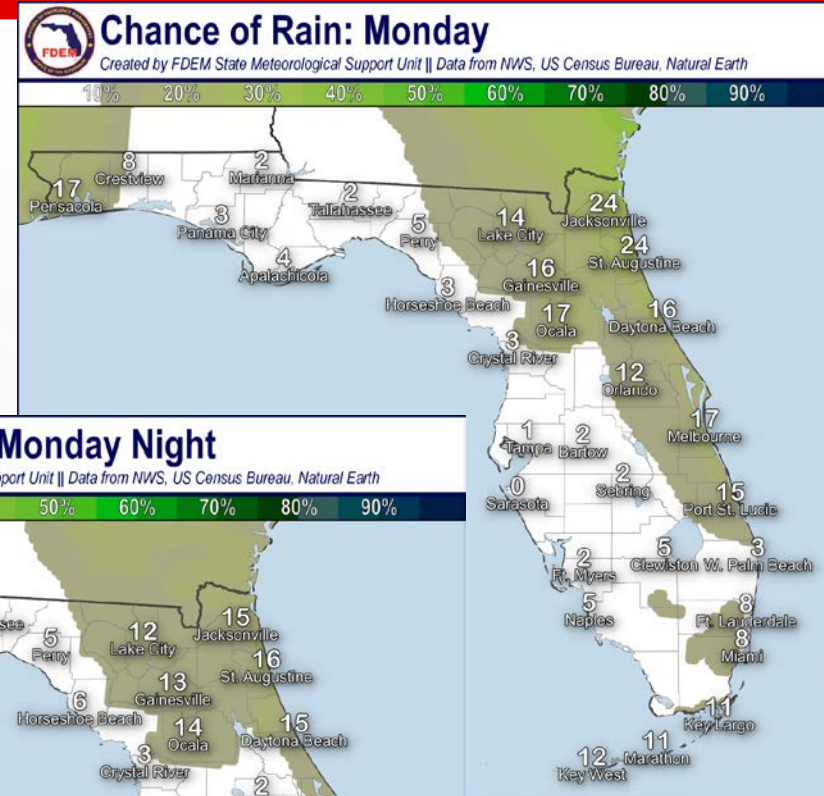 FDEM
Chance of Rain: Monday
Created by FDEM State Meteorological Support Unit || Data from NWS, US Census Bureau, Natural Earth
10% 20% 30% 40% 50% 60% 70% 80% 90%
17
Pensacola
8
Crestview
2
Marianna
3
Panama City
4
Apalachicola
2
Tallahassee
5
Perry
14
Lake City
24
Jacksonville
24
St. Augustine
16
Gainesville
3
Horseshoe Beach
17
Ocala
16
Daytona Beach
3
Crystal River
12
Orlando
17
Melbourne
1
Tampa
2
Bartow
0
Sarasota
2
Sebring
15
Port St. Lucie
2
Ft. Myers
5
Clewiston
3
W. Palm Beach
5
Naples
8
Ft. Lauderdale
8
Miami
11
Key Largo
11
Marathon
12
Key West
Monday Night
port Unit || Data from NWS, US Census Bureau, Natural Earth
50% 60% 70% 80% 90%
see
5
Perry
12
Lake City
15
Jacksonville
16
St. Augustine
13
Gainesville
6
Horseshoe Beach
14
Ocala
15
Daytona Beach
3
Crystal River
2